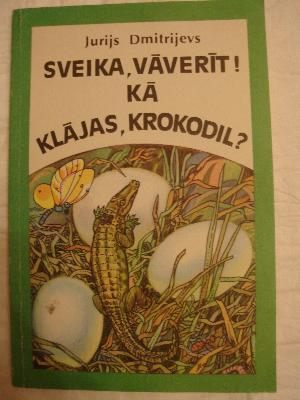 Jurijs Dmitrijevs
SVEIKA, VĀVERĪT!
KĀ
KLĀJAS, KROKODIL?